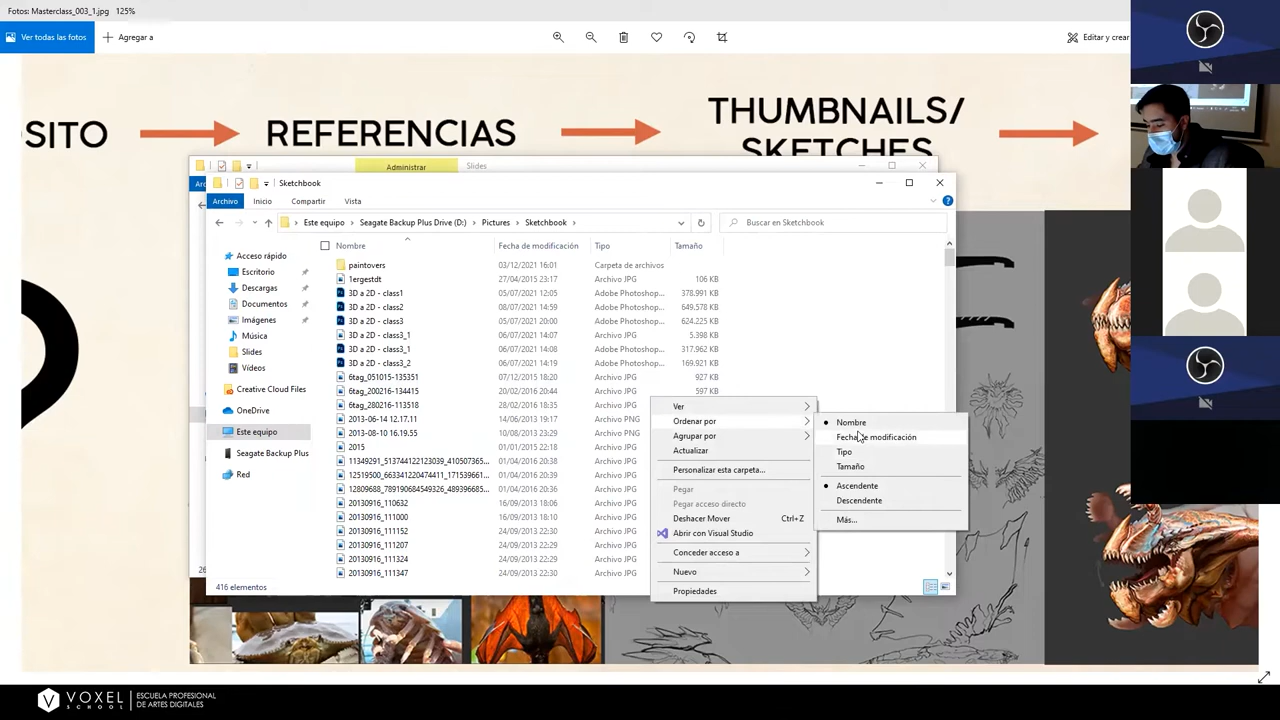 Fotos: Masterclass_003_1.jpg 125%
Ver todas las fotos
Agregar a
Editar y crear
SITO
REFERENCIAS
THUMBNAILS/
SKETCHES
Administrar
Slides
Sketchbook
Archivo
Inicio
Compartir
Vista
Este equipo > Seagate Backup Plus Drive (D:) > Pictures > Sketchbook >
Buscar en Sketchbook
Nombre Fecha de modificación Tipo Tamaño
Acceso rápido
Escritorio
Descargas
Documentos
Imágenes
Música
Slides
Vídeos
Creative Cloud Files
OneDrive
Este equipo
Seagate Backup Plus
Red
paintovers 03/12/2021 16:01 Carpeta de archivos
1ergestdt 27/04/2015 23:17 Archivo JPG 106 KB
3D a 2D - class1 05/07/2021 12:05 Adobe Photoshop... 378.991 KB
3D a 2D - class2 08/07/2021 14:59 Adobe Photoshop... 649.578 KB
3D a 2D - class3 05/07/2021 20:00 Adobe Photoshop... 624.225 KB
3D a 2D - class3_1 06/07/2021 14:07 Archivo JPG 5.398 KB
3D a 2D - class3_1 06/07/2021 14:08 Adobe Photoshop... 317.962 KB
3D a 2D - class3_2 06/07/2021 14:19 Adobe Photoshop... 169.921 KB
6tag_051015-135351 07/12/2015 18:20 Archivo JPG 927 KB
6tag_200216-134415 20/02/2016 20:44 Archivo JPG 597 KB
6tag_280216-113518 28/02/2016 18:35 Archivo JPG
2013-06-14 12.17.11 14/06/2013 19:17 Archivo PNG
2013-08-10 16.19.55 10/08/2013 23:29 Archivo PNG
2015 01/01/2015 22:18 Archivo JPG
11349291_513744122123039_410507365... 01/04/2016 20:38 Archivo JPG
12519500_663341220474411_171539661... 01/04/2016 20:39 Archivo JPG
12809688_789190684549326_489396685... 01/04/2016 20:39 Archivo JPG
20130916_110632 16/09/2013 18:09 Archivo JPG
20130916_111000 16/09/2013 18:10 Archivo JPG
20130916_111152 24/09/2013 22:30 Archivo JPG
20130916_111207 24/09/2013 22:30 Archivo JPG
20130916_111324 24/09/2013 22:30 Archivo JPG
20130916_111347 24/09/2013 22:30 Archivo JPG
416 elementos
Ver
Ordenar por
Agrupar por
Actualizar
Personalizar esta carpeta...
Pegar
Pegar acceso directo
Deshacer Mover Ctrl+Z
Abrir con Visual Studio
Conceder acceso a
Nuevo
Propiedades
Nombre
Fecha de modificación
Tipo
Tamaño
Ascendente
Descendente
Más...
VOXEL
SCHOOL
ESCUELA PROFESIONAL
DE ARTES DIGITALES